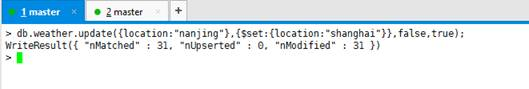 1 master × 2 master × +
> db.weather.update({location:"nanjing"},{$set:{location:"shanghai"}},false,true);
WriteResult({ "nMatched" : 31, "nUpserted" : 0, "nModified" : 31 })
>